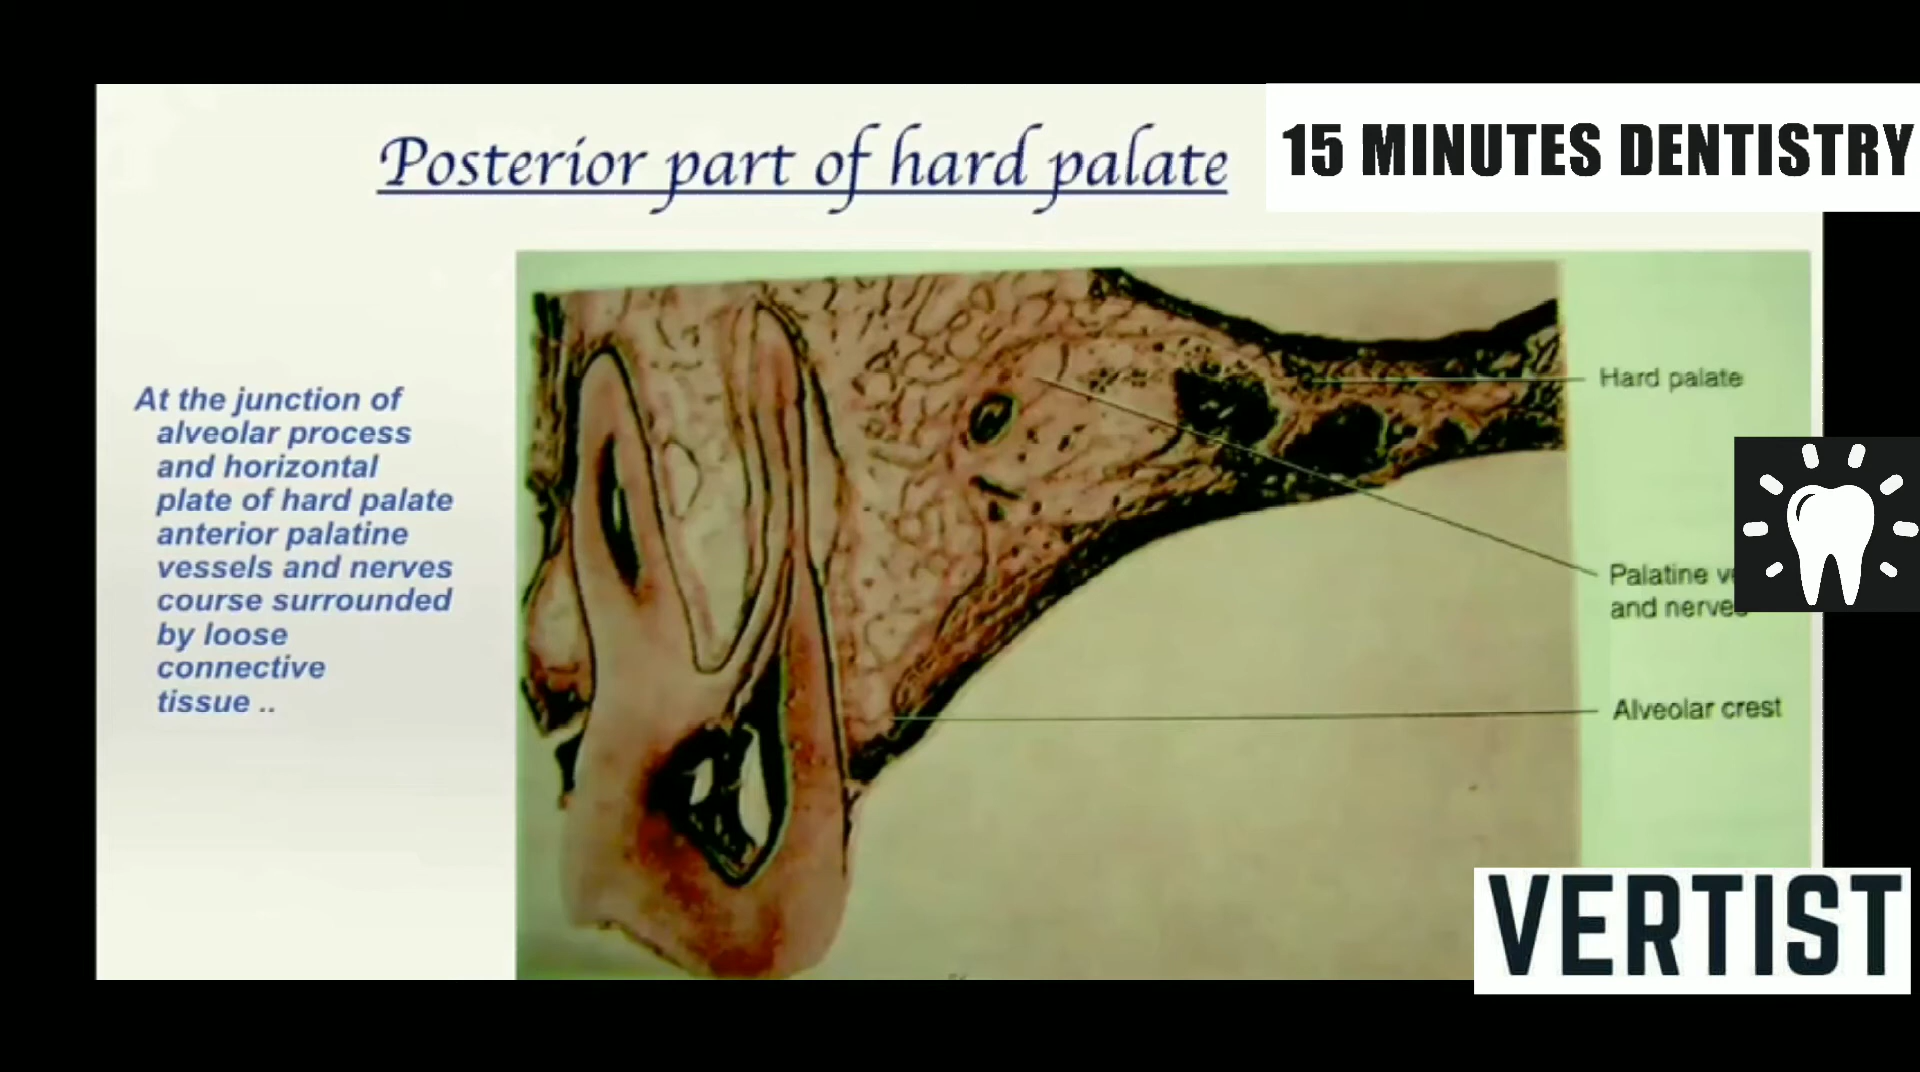 Posterior part of hard palate
15 MINUTES DENTISTRY
At the junction of
alveolar process
and horizontal
plate of hard palate
anterior palatine
vessels and nerves
course surrounded
by loose
connective
tissue ..
Hard palate
Palatine
and nerves
Alveolar crest
VERTIST